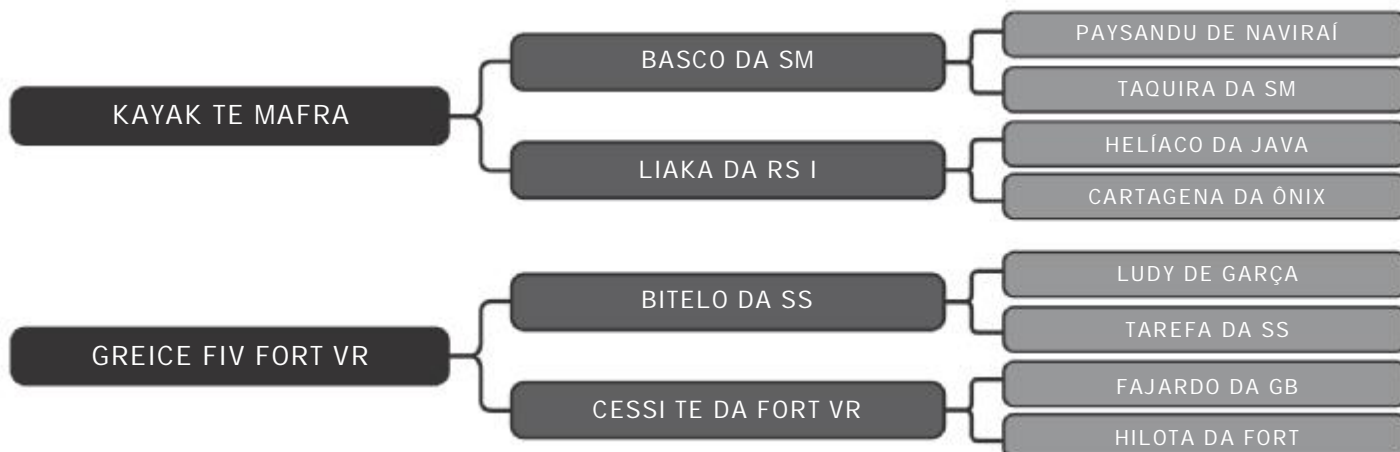 PAYSANDU DE NAVIRAÍ
BASCO DA SM
TAQUIRA DA SM
KAYAK TE MAFRA
HELÍACO DA JAVA
LIAKA DA RS I
CARTAGENA DA ÔNIX
LUDY DE GARÇA
BITELO DA SS
TAREFA DA SS
GREICE FIV FORT VR
FAJARDO DA GB
CESSI TE DA FORT VR
HILOTA DA FORT